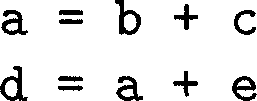 a = b + c
d = a + e